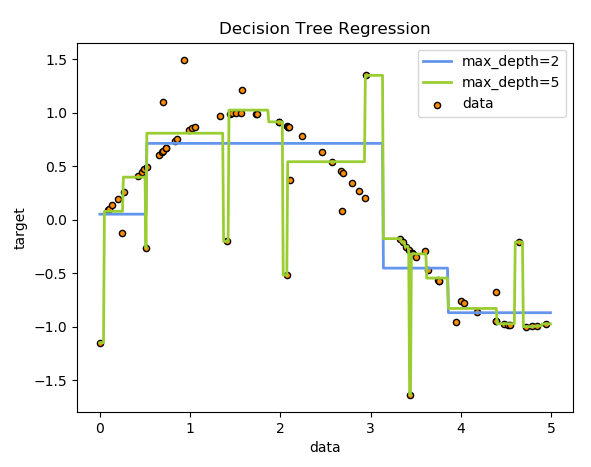 Decision Tree Regression
max_depth=2
max_depth=5
data
target
1.5
1.0
0.5
0.0
−0.5
−1.0
−1.5
0
1
2
3
4
5
data